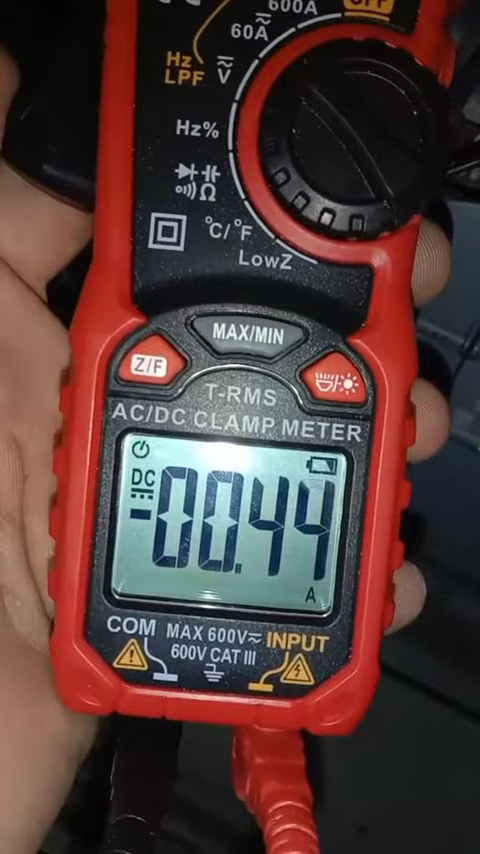 600A
OFF
60A
Hz
LPF
V
Hz%
Ω
°C/°F
LowZ
MAX/MIN
Z/F
T-RMS
AC/DC CLAMP METER
DC
-00.44
A
COM
MAX 600V
INPUT
600V CAT III